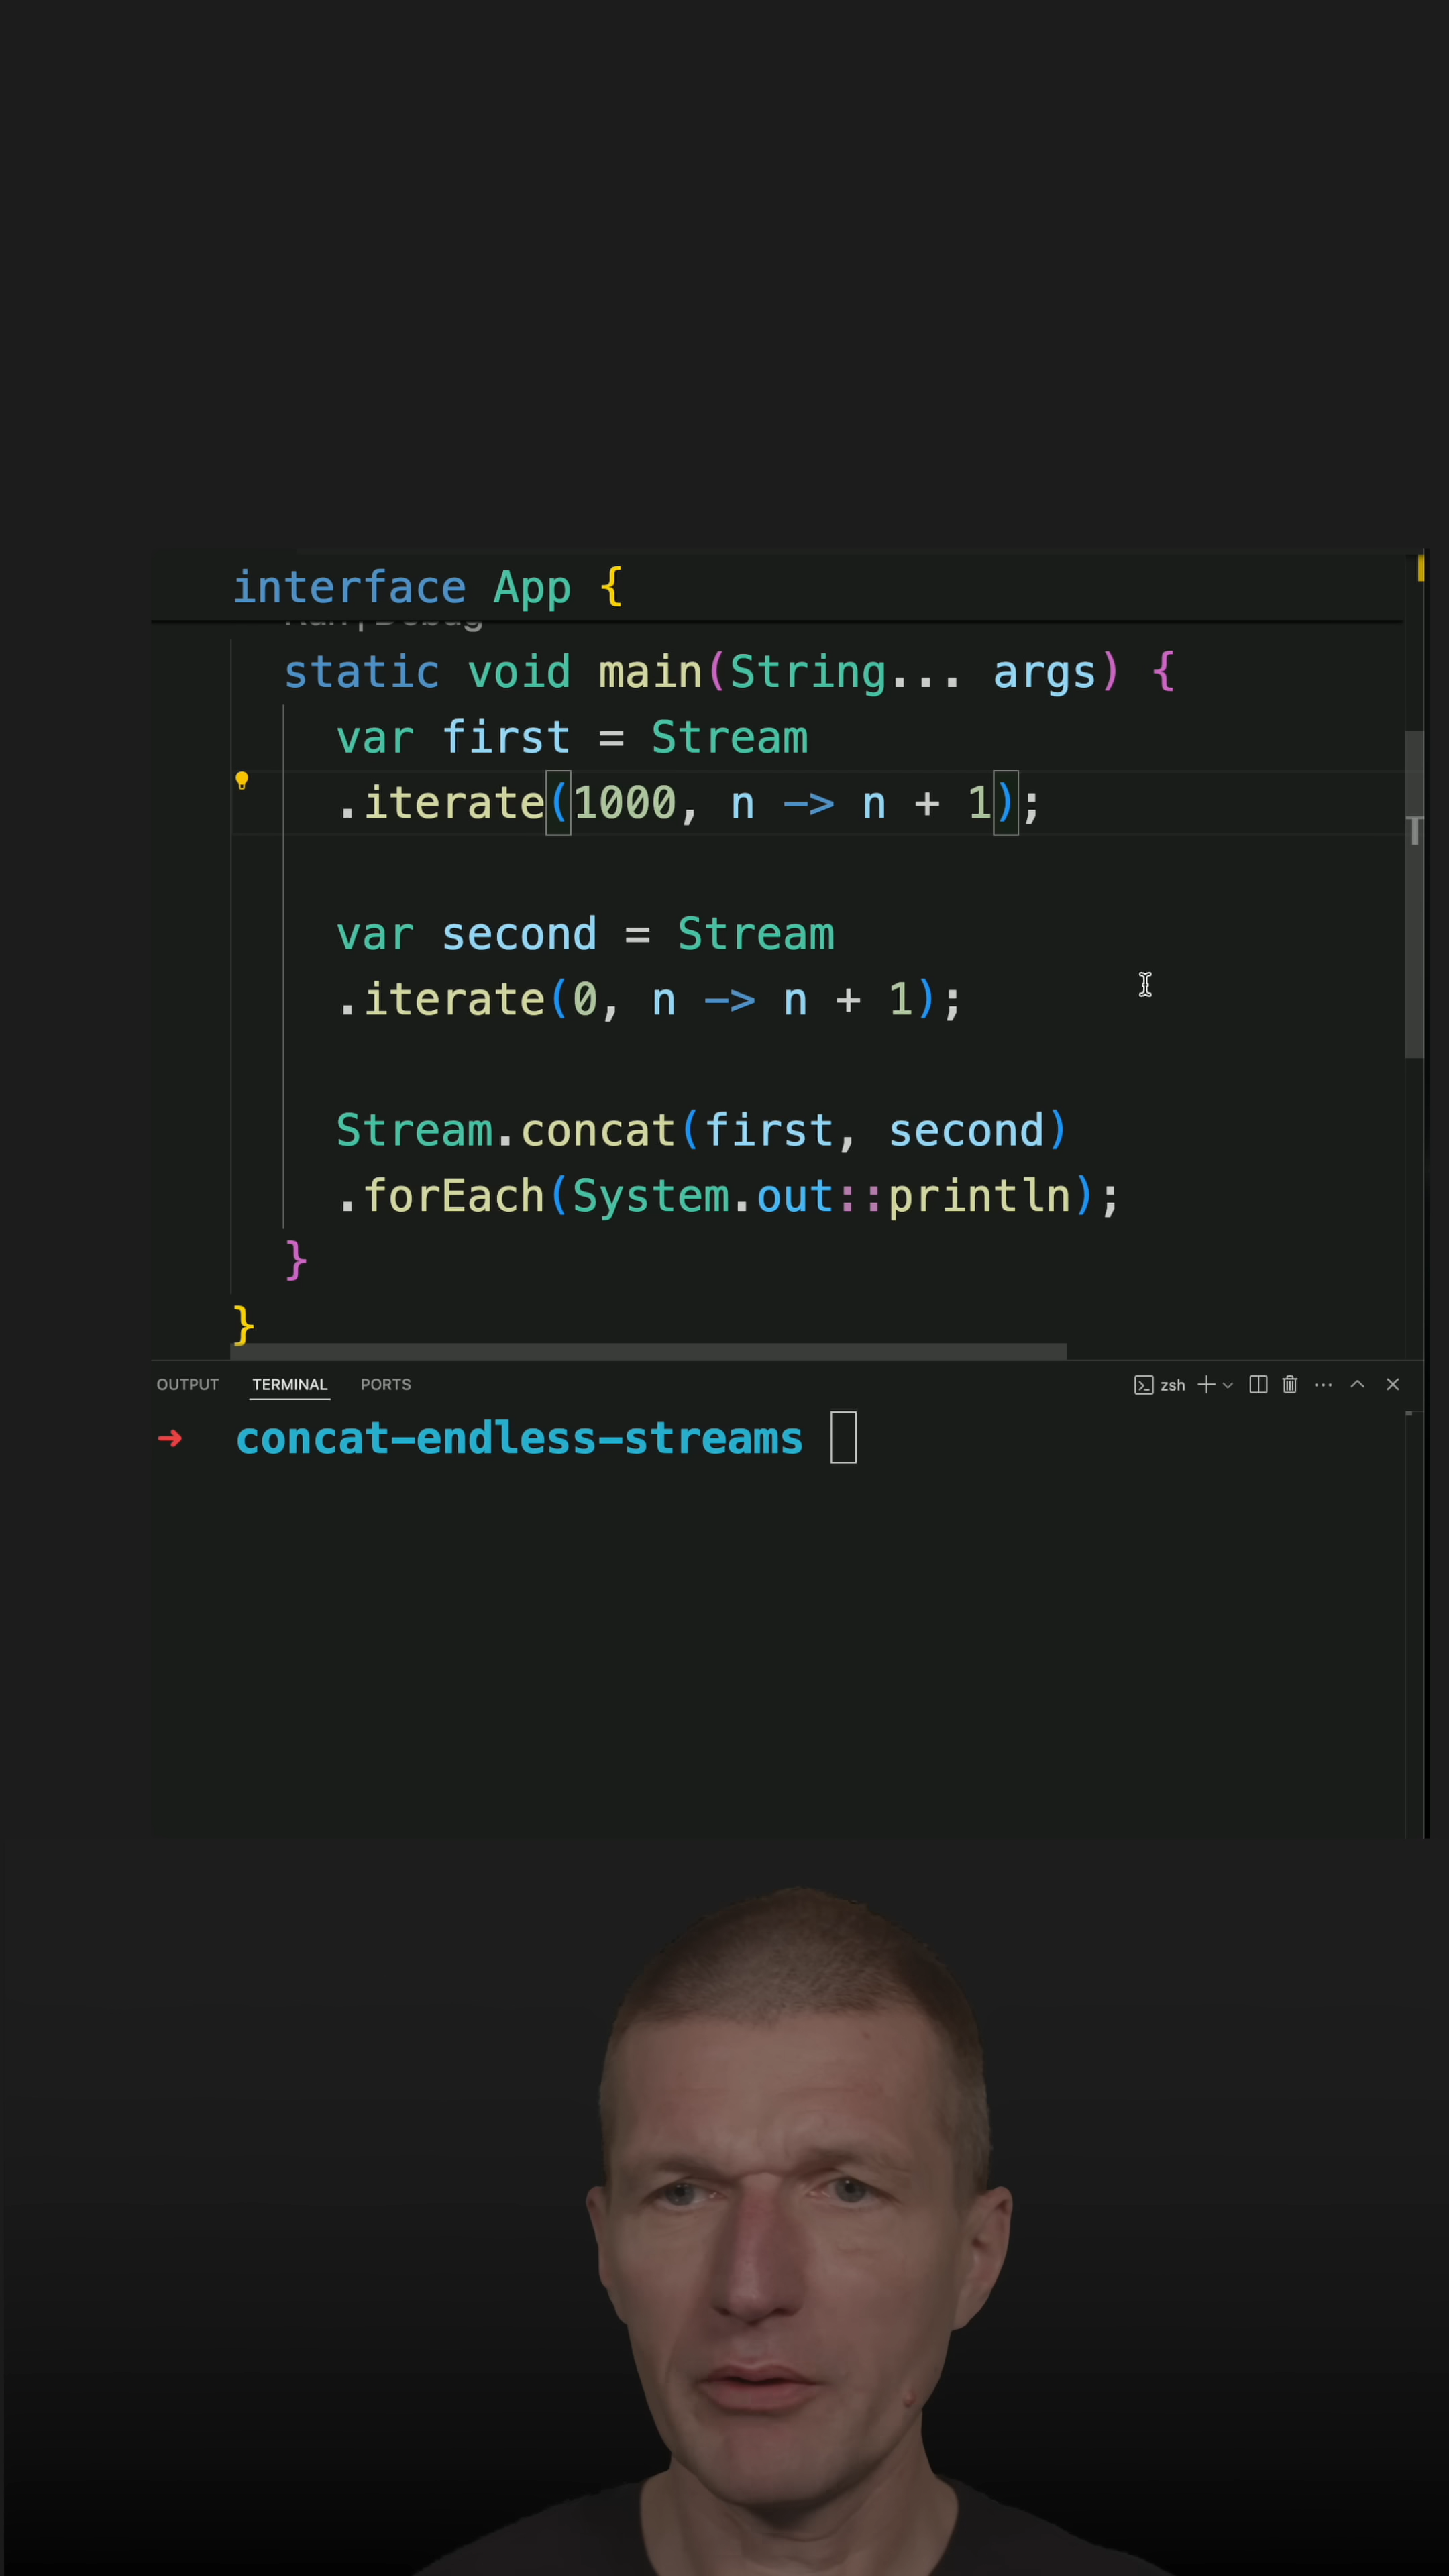 interface App {
static void main(String... args) {
var first = Stream
.iterate(1000, n -> n + 1);
var second = Stream
.iterate(0, n -> n + 1);
Stream.concat(first, second)
.forEach(System.out::println);
}
}
OUTPUT TERMINAL PORTS zsh
➜ concat-endless-streams